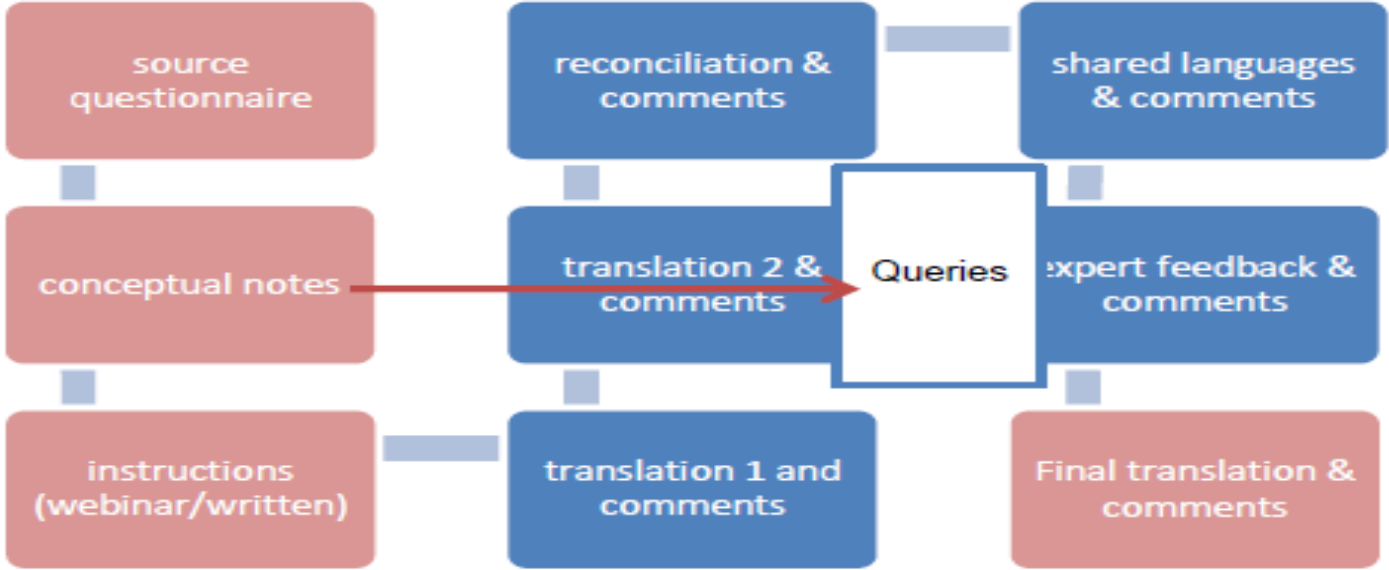 source
questionnaire
reconciliation &
comments
shared languages
& comments
conceptual notes
translation 2 &
comments
Queries
expert feedback &
comments
instructions
(webinar/written)
translation 1 and
comments
Final translation &
comments